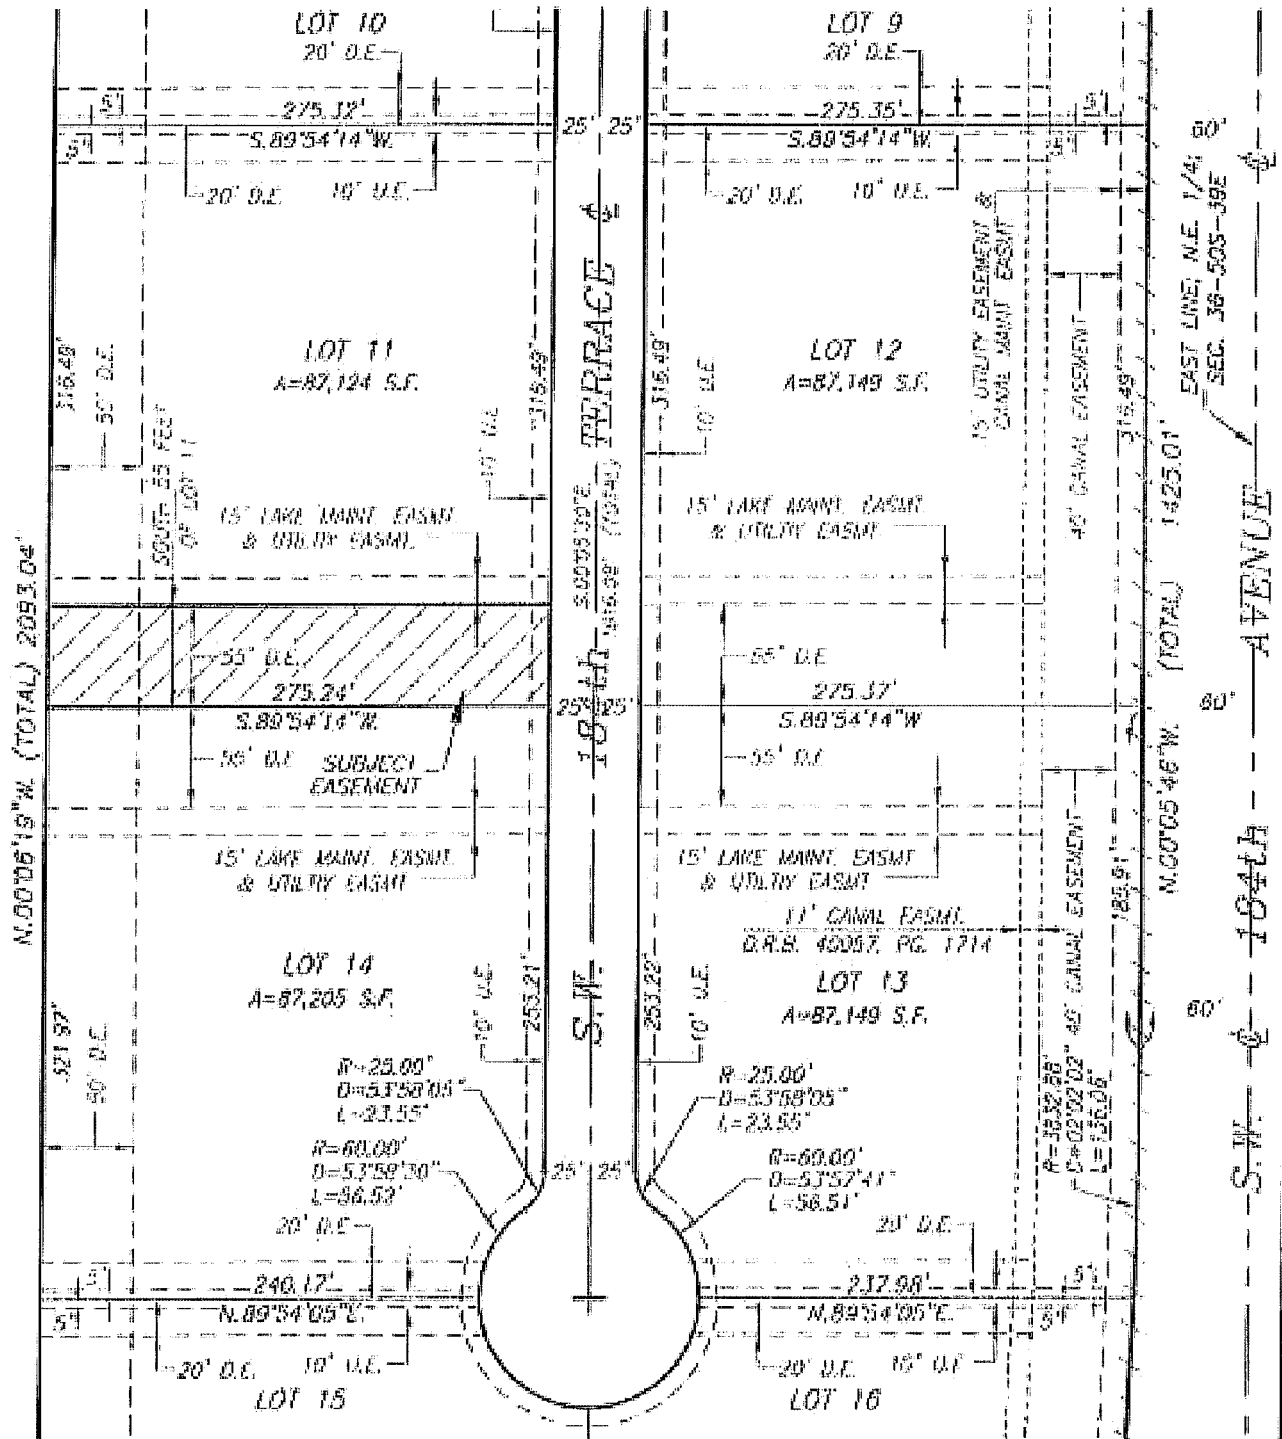 LOT 10
LOT 9
20' D.E.
20' D.E.
275.32'
S.89°54'14"W.
275.35'
S.89°54'14"W.
5'
5'
5'
25' 25'
60'
20' D.E.
10' U.E.
20' D.E.
10' U.E.
15' UTILITY EASEMENT &
CANAL MAINT EASMT
EAST LINE, N.E. 1/4,
SEC. 36-50S-39E
LOT 11
A=87,124 S.F.
LOT 12
A=87,149 S.F.
316.49'
50' D.E.
SOUTH 55 FEET
OF LOT 11
10' U.E.
316.49'
316.49'
10' U.E.
40' CANAL EASEMENT
316.49'
15' LAKE MAINT. EASMT.
& UTILITY EASMT.
15' LAKE MAINT. EASMT
& UTILITY EASMT
S.W. 184th AVENUE
N.00°06'19"W. (TOTAL) 2093.04'
N.00°05'46"W. (TOTAL) 1425.01'
TERRACE
(TOTAL)
S.W.
55' D.E.
275.24'
S.89°54'14"W.
25' 25'
55' D.E.
275.37'
S.89°54'14"W
60'
55' D.E.
SUBJECT
EASEMENT
55' D.E.
15' LAKE MAINT. EASMT.
& UTILITY EASMT
15' LAKE MAINT. EASMT
& UTILITY EASMT
11' CANAL EASMT.
O.R.B. 40057, PG. 1714
LOT 14
A=87,205 S.F.
LOT 13
A=87,149 S.F.
321.97'
50' D.E.
10' U.E.
253.21'
253.22'
10' U.E.
40' CANAL EASEMENT
60'
R=25.00'
D=53°58'05"
L=23.55'
R=60.00'
D=53°58'30"
R=25.00'
D=53°58'05"
L=23.55'
R=60.00'
D=53°57'41"
L=56.51'
25' 25'
20' D.E.
20' D.E.
240.17'
N.89°54'05"E.
237.98'
N.89°54'05"E.
5'
5'
5'
5'
20' D.E.
10' U.E.
20' D.E.
10' U.E
LOT 15
LOT 16